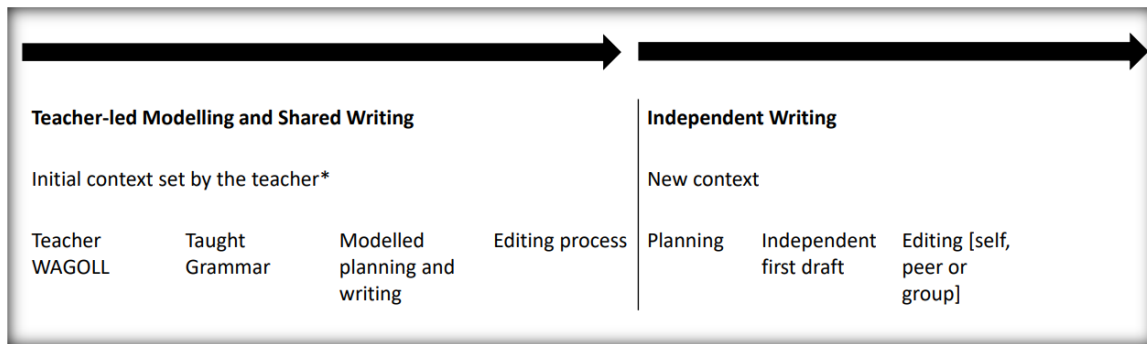 Teacher-led Modelling and Shared Writing
Initial context set by the teacher*
Teacher
WAGOLL
Taught
Grammar
Modelled
planning and
writing
Editing process
Independent Writing
New context
Planning
Independent
first draft
Editing [self,
peer or
group]